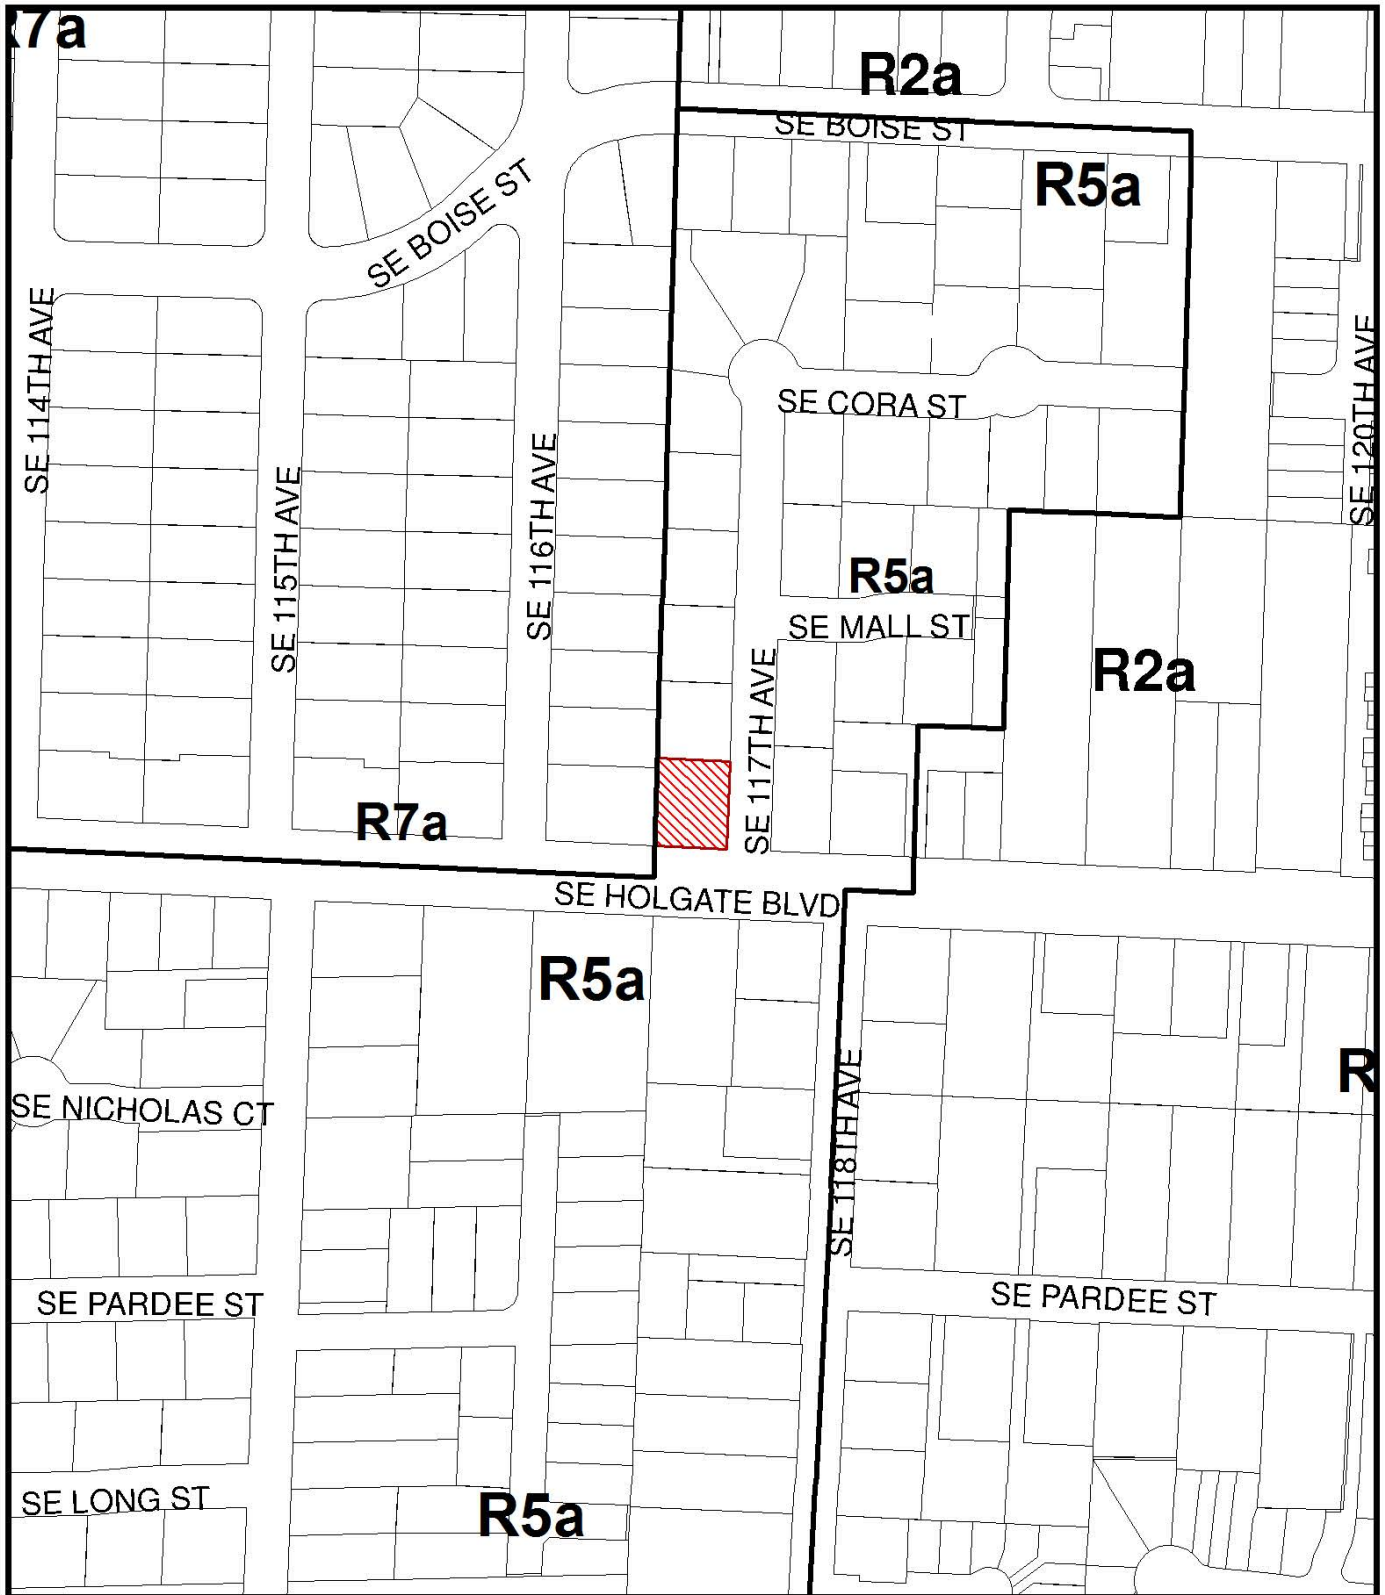 R7a
R2a
SE BOISE ST
R5a
SE BOISE ST
SE 114TH AVE
SE 120TH AVE
SE CORA ST
SE 115TH AVE
SE 116TH AVE
R5a
SE MALL ST
R2a
SE 117TH AVE
R7a
SE HOLGATE BLVD
R5a
R
SE NICHOLAS CT
SE 118TH AVE
SE PARDEE ST
SE PARDEE ST
SE LONG ST
R5a